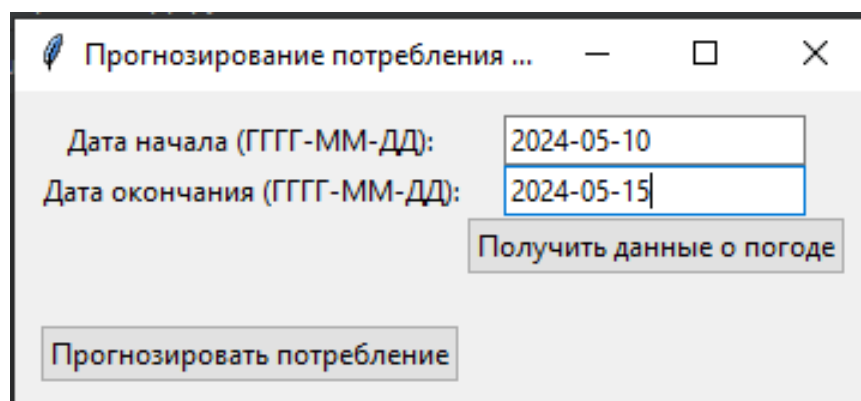 Прогнозирование потребления ...
Дата начала (ГГГГ-ММ-ДД): 2024-05-10
Дата окончания (ГГГГ-ММ-ДД): 2024-05-15
Получить данные о погоде
Прогнозировать потребление